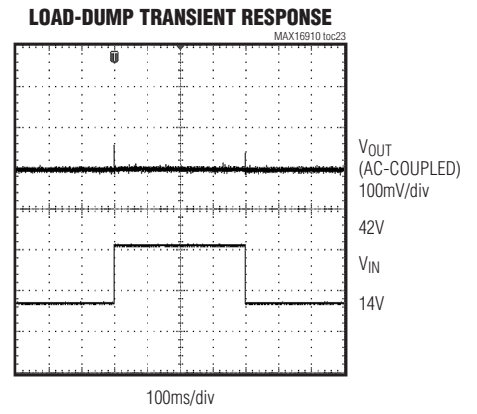 LOAD-DUMP TRANSIENT RESPONSE
MAX16910 toc23
VOUT
(AC-COUPLED)
100mV/div
42V
VIN
14V
100ms/div